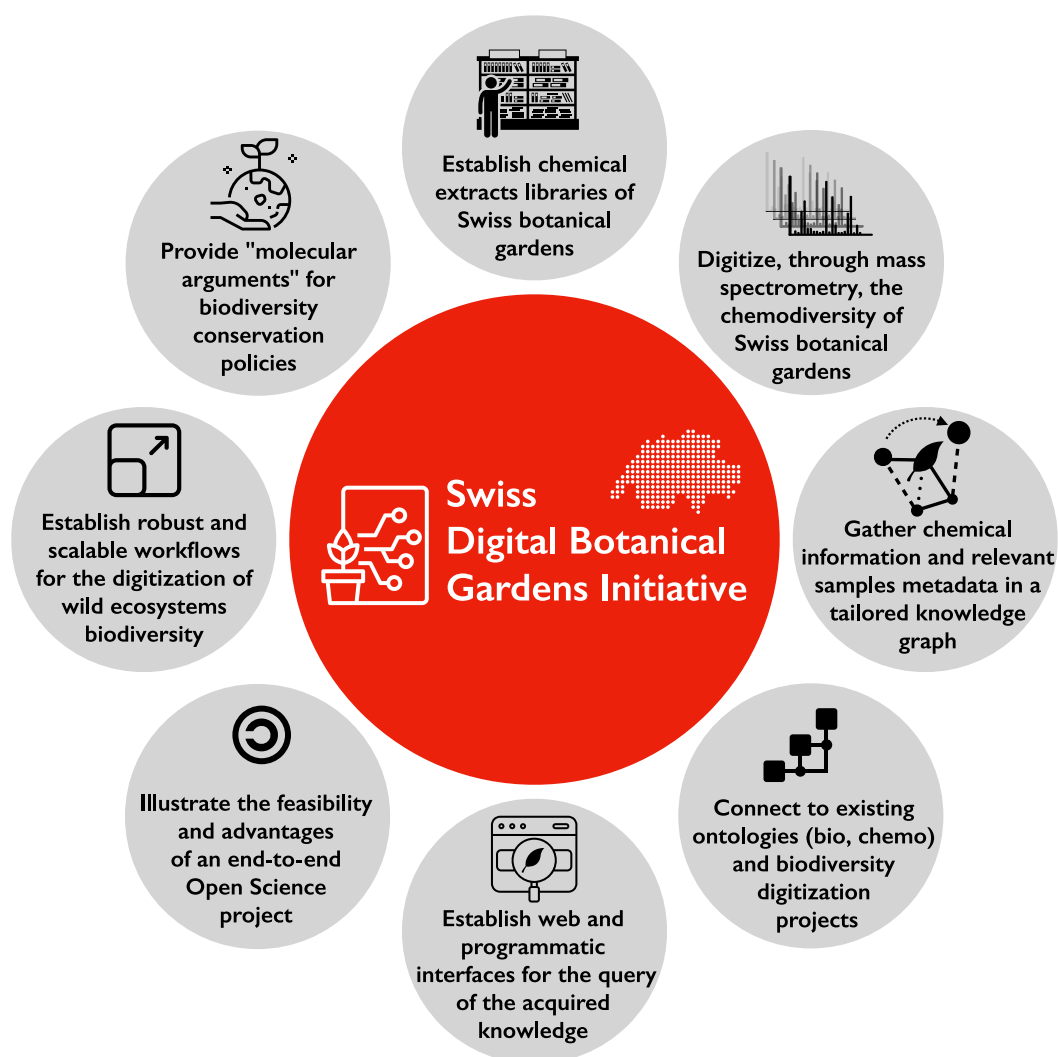 Establish chemical
extracts libraries of
Swiss botanical
gardens
Digitize, through mass
spectrometry, the
chemodiversity of
Swiss botanical
gardens
Gather chemical
information and relevant
samples metadata in a
tailored knowledge
graph
Connect to existing
ontologies (bio, chemo)
and biodiversity
digitization
projects
Establish web and
programmatic
interfaces for the query
of the acquired
knowledge
Illustrate the feasibility
and advantages
of an end-to-end
Open Science
project
Establish robust and
scalable workflows
for the digitization of
wild ecosystems
biodiversity
Provide "molecular
arguments" for
biodiversity
conservation
policies
Swiss
Digital Botanical
Gardens Initiative